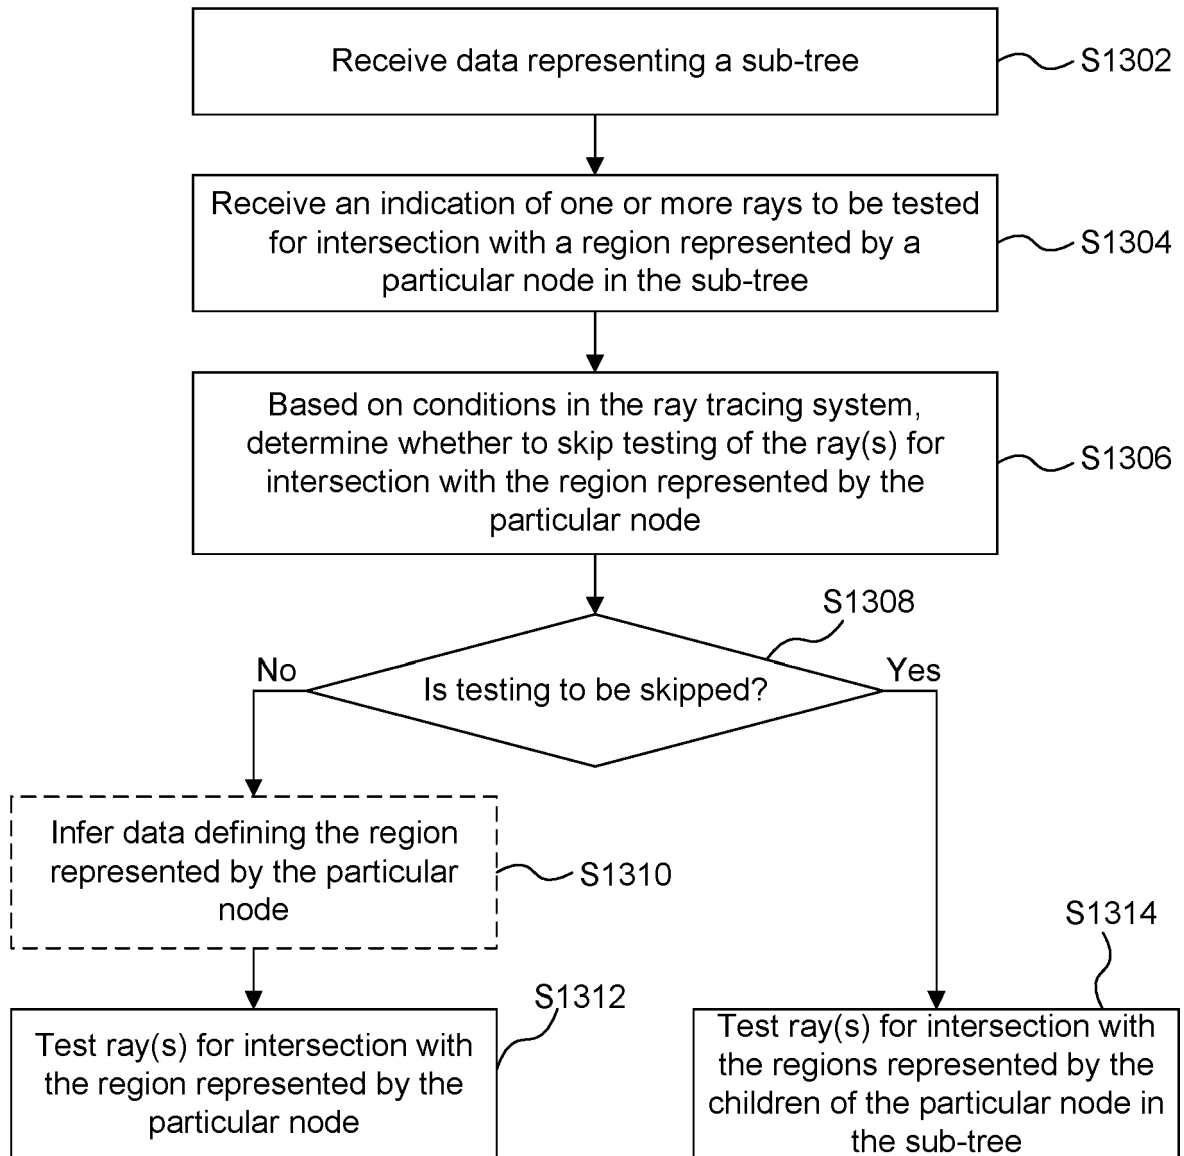 Receive data representing a sub-tree
S1302
Receive an indication of one or more rays to be tested
for intersection with a region represented by a
particular node in the sub-tree
S1304
Based on conditions in the ray tracing system,
determine whether to skip testing of the ray(s) for
intersection with the region represented by the
particular node
S1306
S1308
No
Is testing to be skipped?
Yes
Infer data defining the region
represented by the particular
node
S1310
S1312
Test ray(s) for intersection with
the region represented by the
particular node
S1314
Test ray(s) for intersection with
the regions represented by the
children of the particular node in
the sub-tree